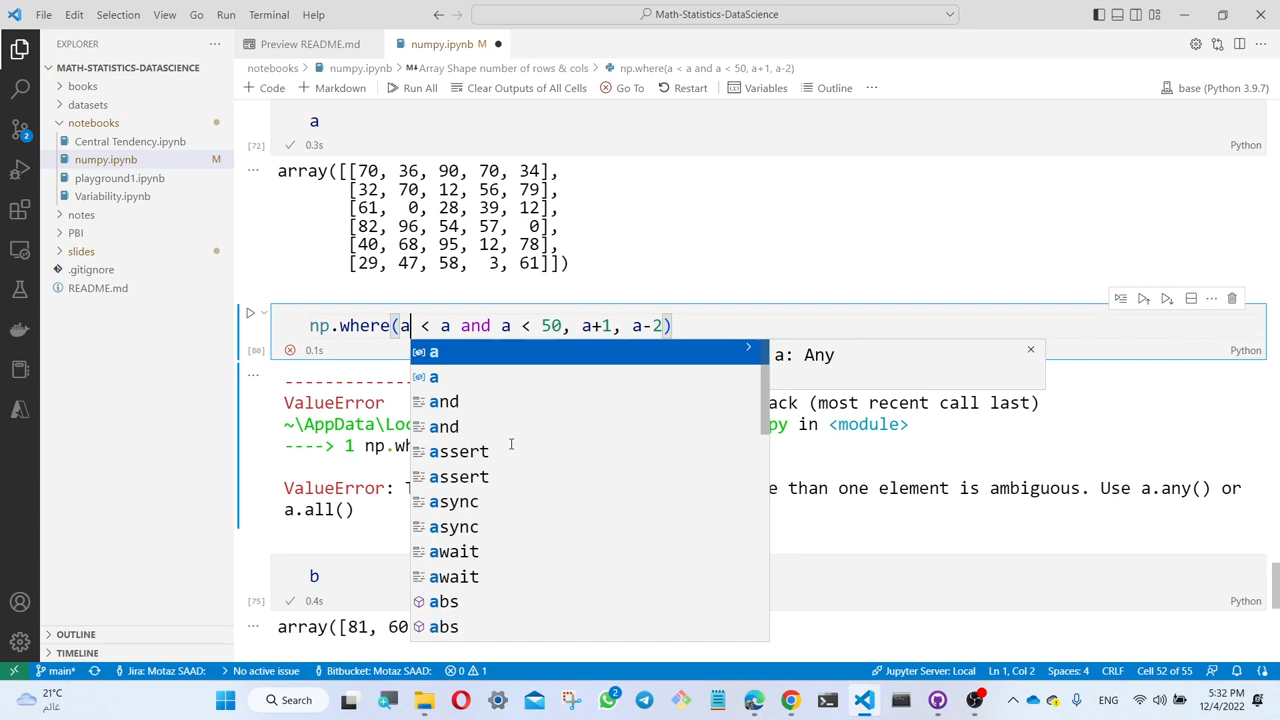 File Edit Selection View Go Run Terminal Help
Math-Statistics-DataScience
EXPLORER
Preview README.md
numpy.ipynb M
MATH-STATISTICS-DATASCIENCE
books
datasets
notebooks
Central Tendency.ipynb
numpy.ipynb M
playground1.ipynb
Variability.ipynb
notes
PBI
slides
.gitignore
README.md
OUTLINE
TIMELINE
notebooks > numpy.ipynb > Array Shape number of rows & cols > np.where(a < a and a < 50, a+1, a-2)
+ Code + Markdown Run All Clear Outputs of All Cells Go To Restart Variables Outline ... base (Python 3.9.7)
a
[72] 0.3s Python
array([[70, 36, 90, 70, 34],
[32, 70, 12, 56, 79],
[61, 0, 28, 39, 12],
[82, 96, 54, 57, 0],
[40, 68, 95, 12, 78],
[29, 47, 58, 3, 61]])
np.where(a < a and a < 50, a+1, a-2)
[80] 0.1s Python
a
a
and
and
assert
assert
async
async
await
await
abs
abs
a: Any
------------
ValueError ack (most recent call last)
~\AppData\Loc py in <module>
----> 1 np.wh
ValueError: e than one element is ambiguous. Use a.any() or
a.all()
b
[75] 0.4s Python
array([81, 60
main* Jira: Motaz SAAD: No active issue Bitbucket: Motaz SAAD: 0 1 Jupyter Server: Local Ln 1, Col 2 Spaces: 4 CRLF Cell 52 of 55
21°C
غائم
Search
2
ENG
5:32 PM
12/4/2022